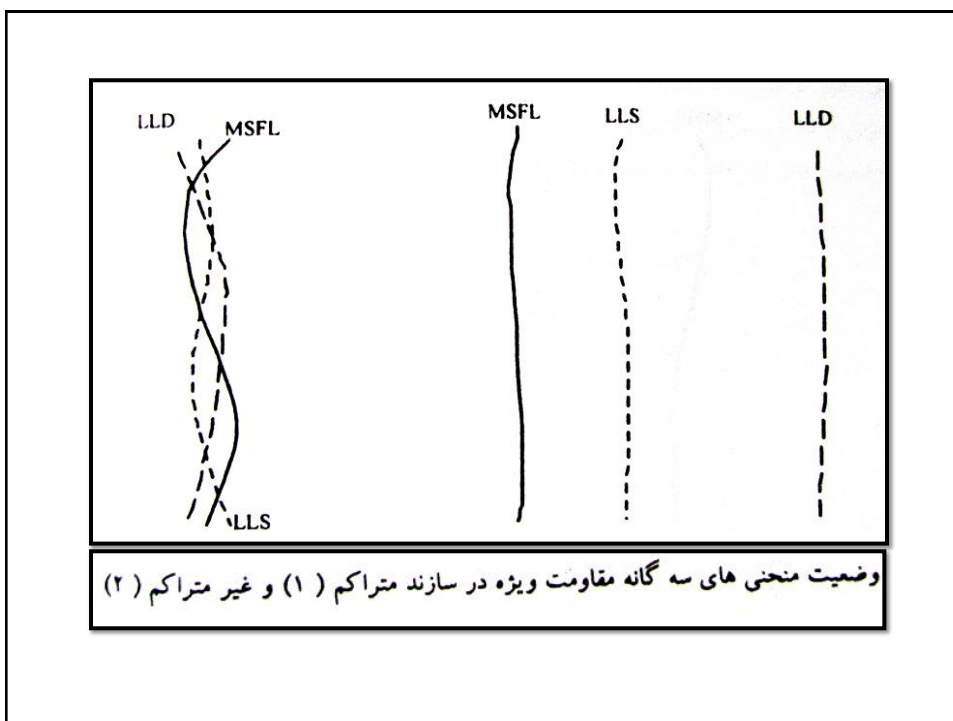 LLD MSFL MSFL LLS LLD
LLS
وضعیت منحنی های سه گانه مقاومت ویژه در سازند متراکم ( ۱) و غیر متراکم ( ۲)